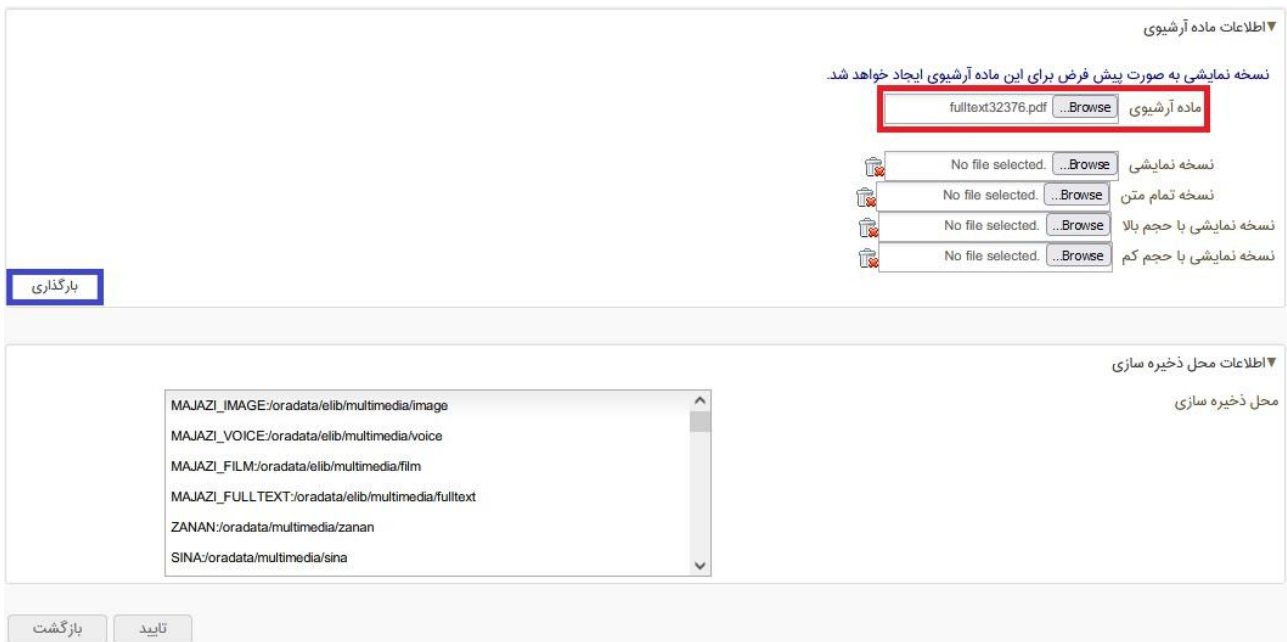 ▼اطلاعات ماده آرشیوی
نسخه نمایشی به صورت پیش فرض برای این ماده آرشیوی ایجاد خواهد شد.
ماده آرشیوی Browse... fulltext32376.pdf
نسخه نمایشی Browse... No file selected.
نسخه تمام متن Browse... No file selected.
نسخه نمایشی با حجم بالا Browse... No file selected.
نسخه نمایشی با حجم کم Browse... No file selected.
بارگذاری
▼اطلاعات محل ذخیره سازی
محل ذخیره سازی
MAJAZI_IMAGE:/oradata/elib/multimedia/image
MAJAZI_VOICE:/oradata/elib/multimedia/voice
MAJAZI_FILM:/oradata/elib/multimedia/film
MAJAZI_FULLTEXT:/oradata/elib/multimedia/fulltext
ZANAN:/oradata/multimedia/zanan
SINA:/oradata/multimedia/sina
تایید بازگشت